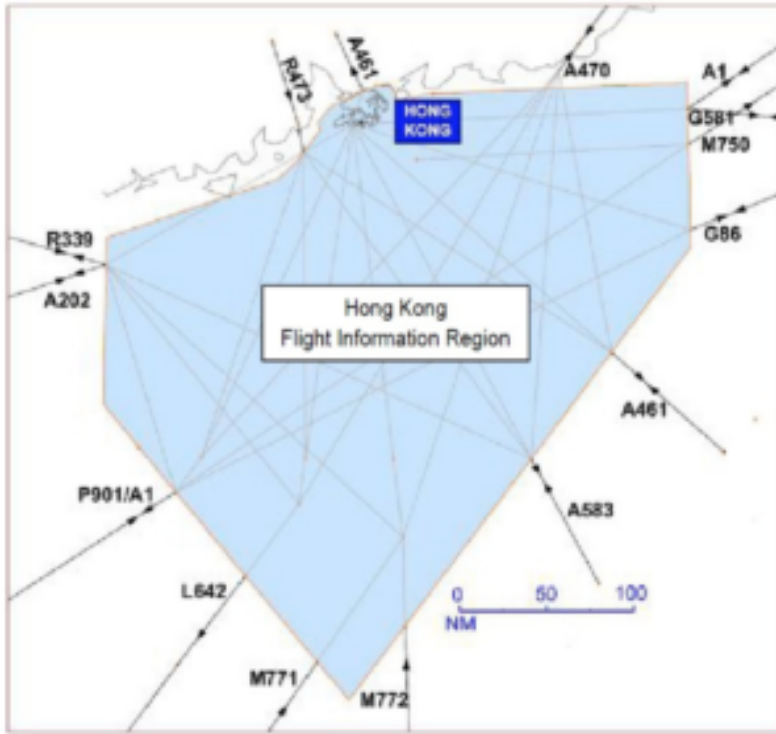 R473
A461
A470
A1
HONG
KONG
G581
M750
R339
G86
A202
Hong Kong
Flight Information Region
A461
P901/A1
A583
L642
0 50 100
NM
M771
M772